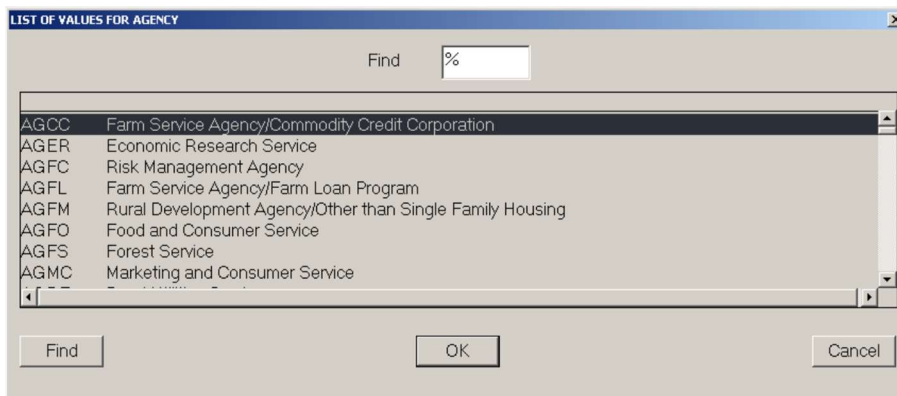 LIST OF VALUES FOR AGENCY
Find %
AGCC Farm Service Agency/Commodity Credit Corporation
AGER Economic Research Service
AGFC Risk Management Agency
AGFL Farm Service Agency/Farm Loan Program
AGFM Rural Development Agency/Other than Single Family Housing
AGFO Food and Consumer Service
AGFS Forest Service
AGMC Marketing and Consumer Service
Find OK Cancel